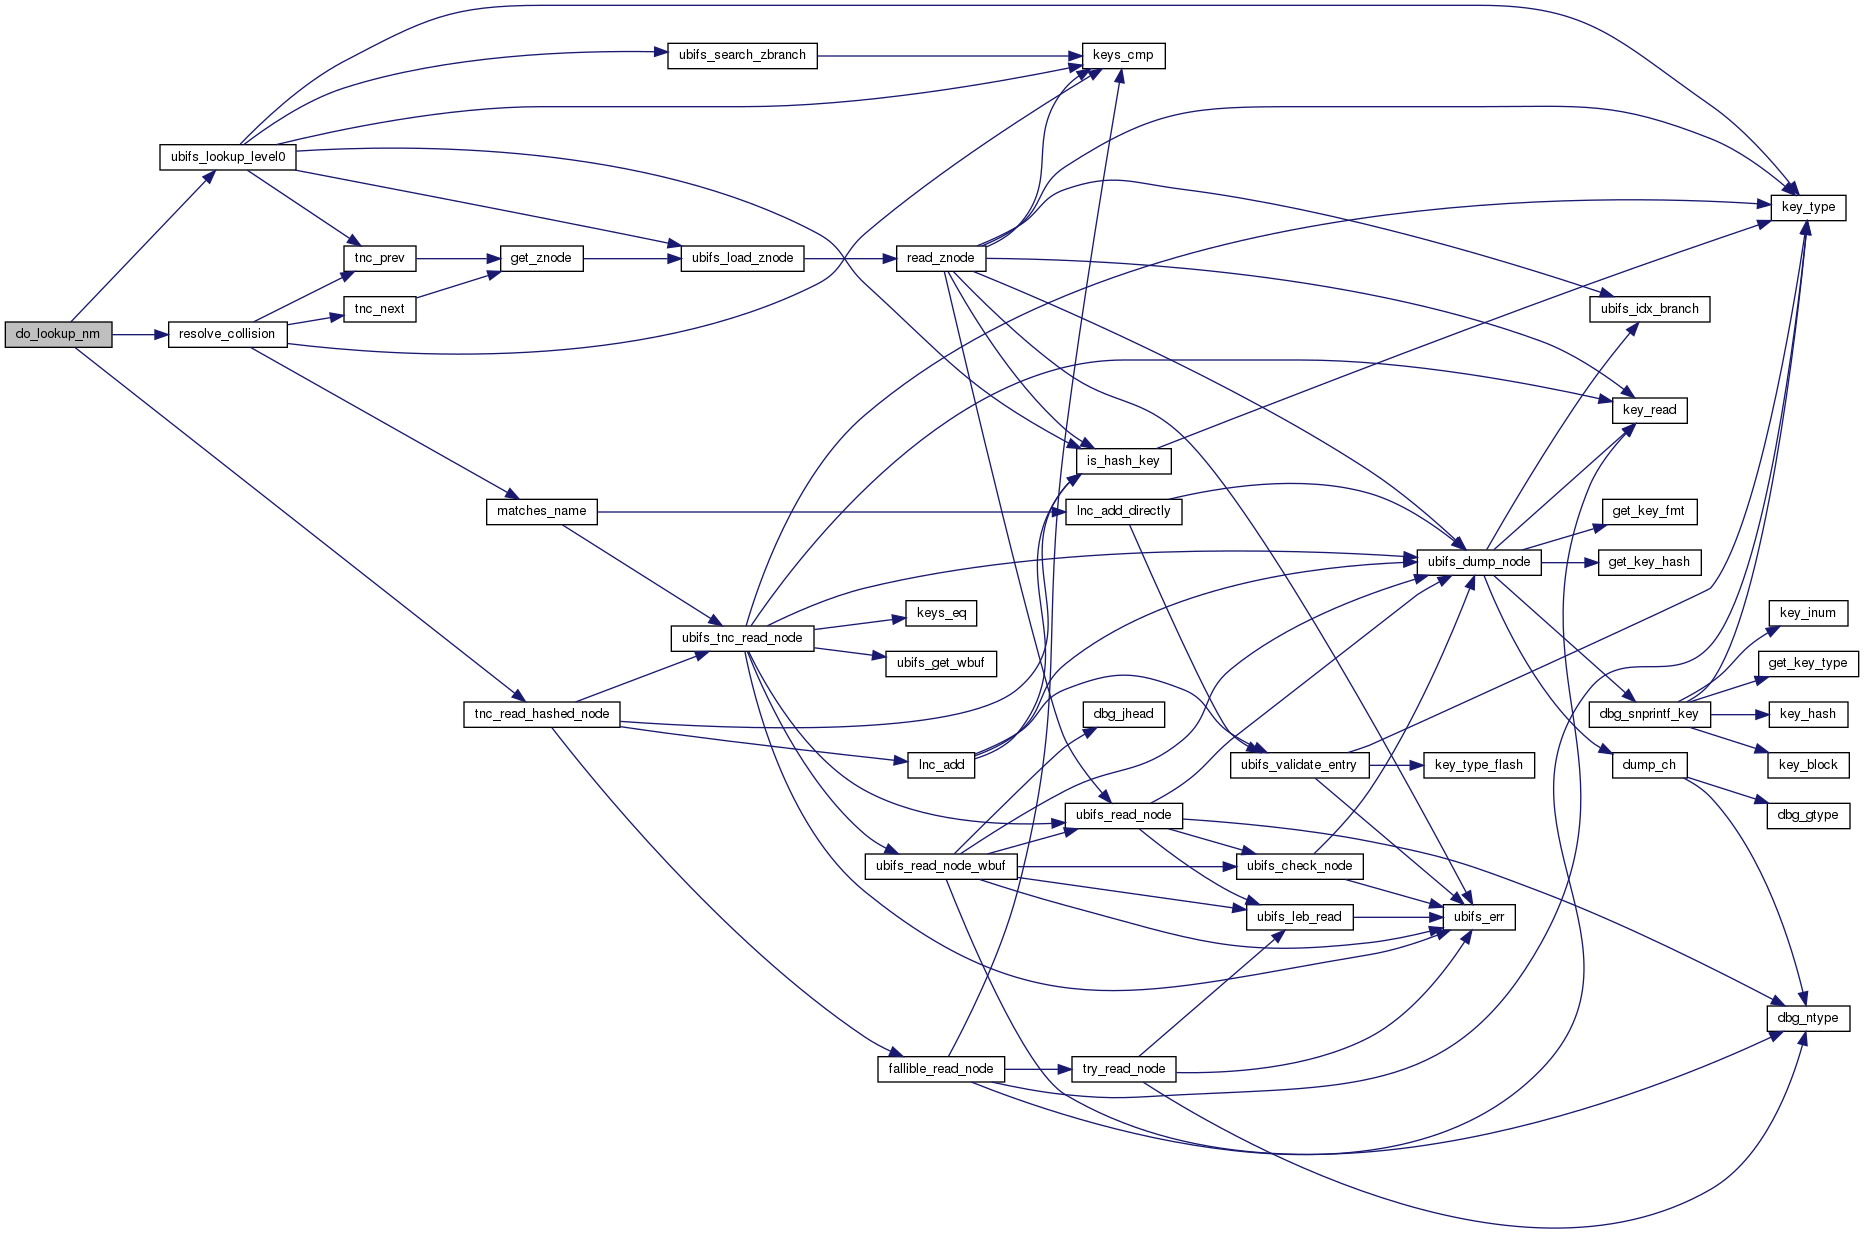 do_lookup_nm
ubifs_lookup_level0
resolve_collision
tnc_prev
tnc_next
ubifs_search_zbranch
get_znode
ubifs_load_znode
matches_name
tnc_read_hashed_node
ubifs_tnc_read_node
keys_cmp
read_znode
is_hash_key
lnc_add_directly
keys_eq
ubifs_get_wbuf
dbg_jhead
lnc_add
ubifs_read_node
ubifs_read_node_wbuf
fallible_read_node
try_read_node
ubifs_validate_entry
ubifs_check_node
ubifs_leb_read
ubifs_dump_node
key_type_flash
ubifs_err
key_type
ubifs_idx_branch
key_read
get_key_fmt
get_key_hash
dbg_snprintf_key
dump_ch
key_inum
get_key_type
key_hash
key_block
dbg_gtype
dbg_ntype